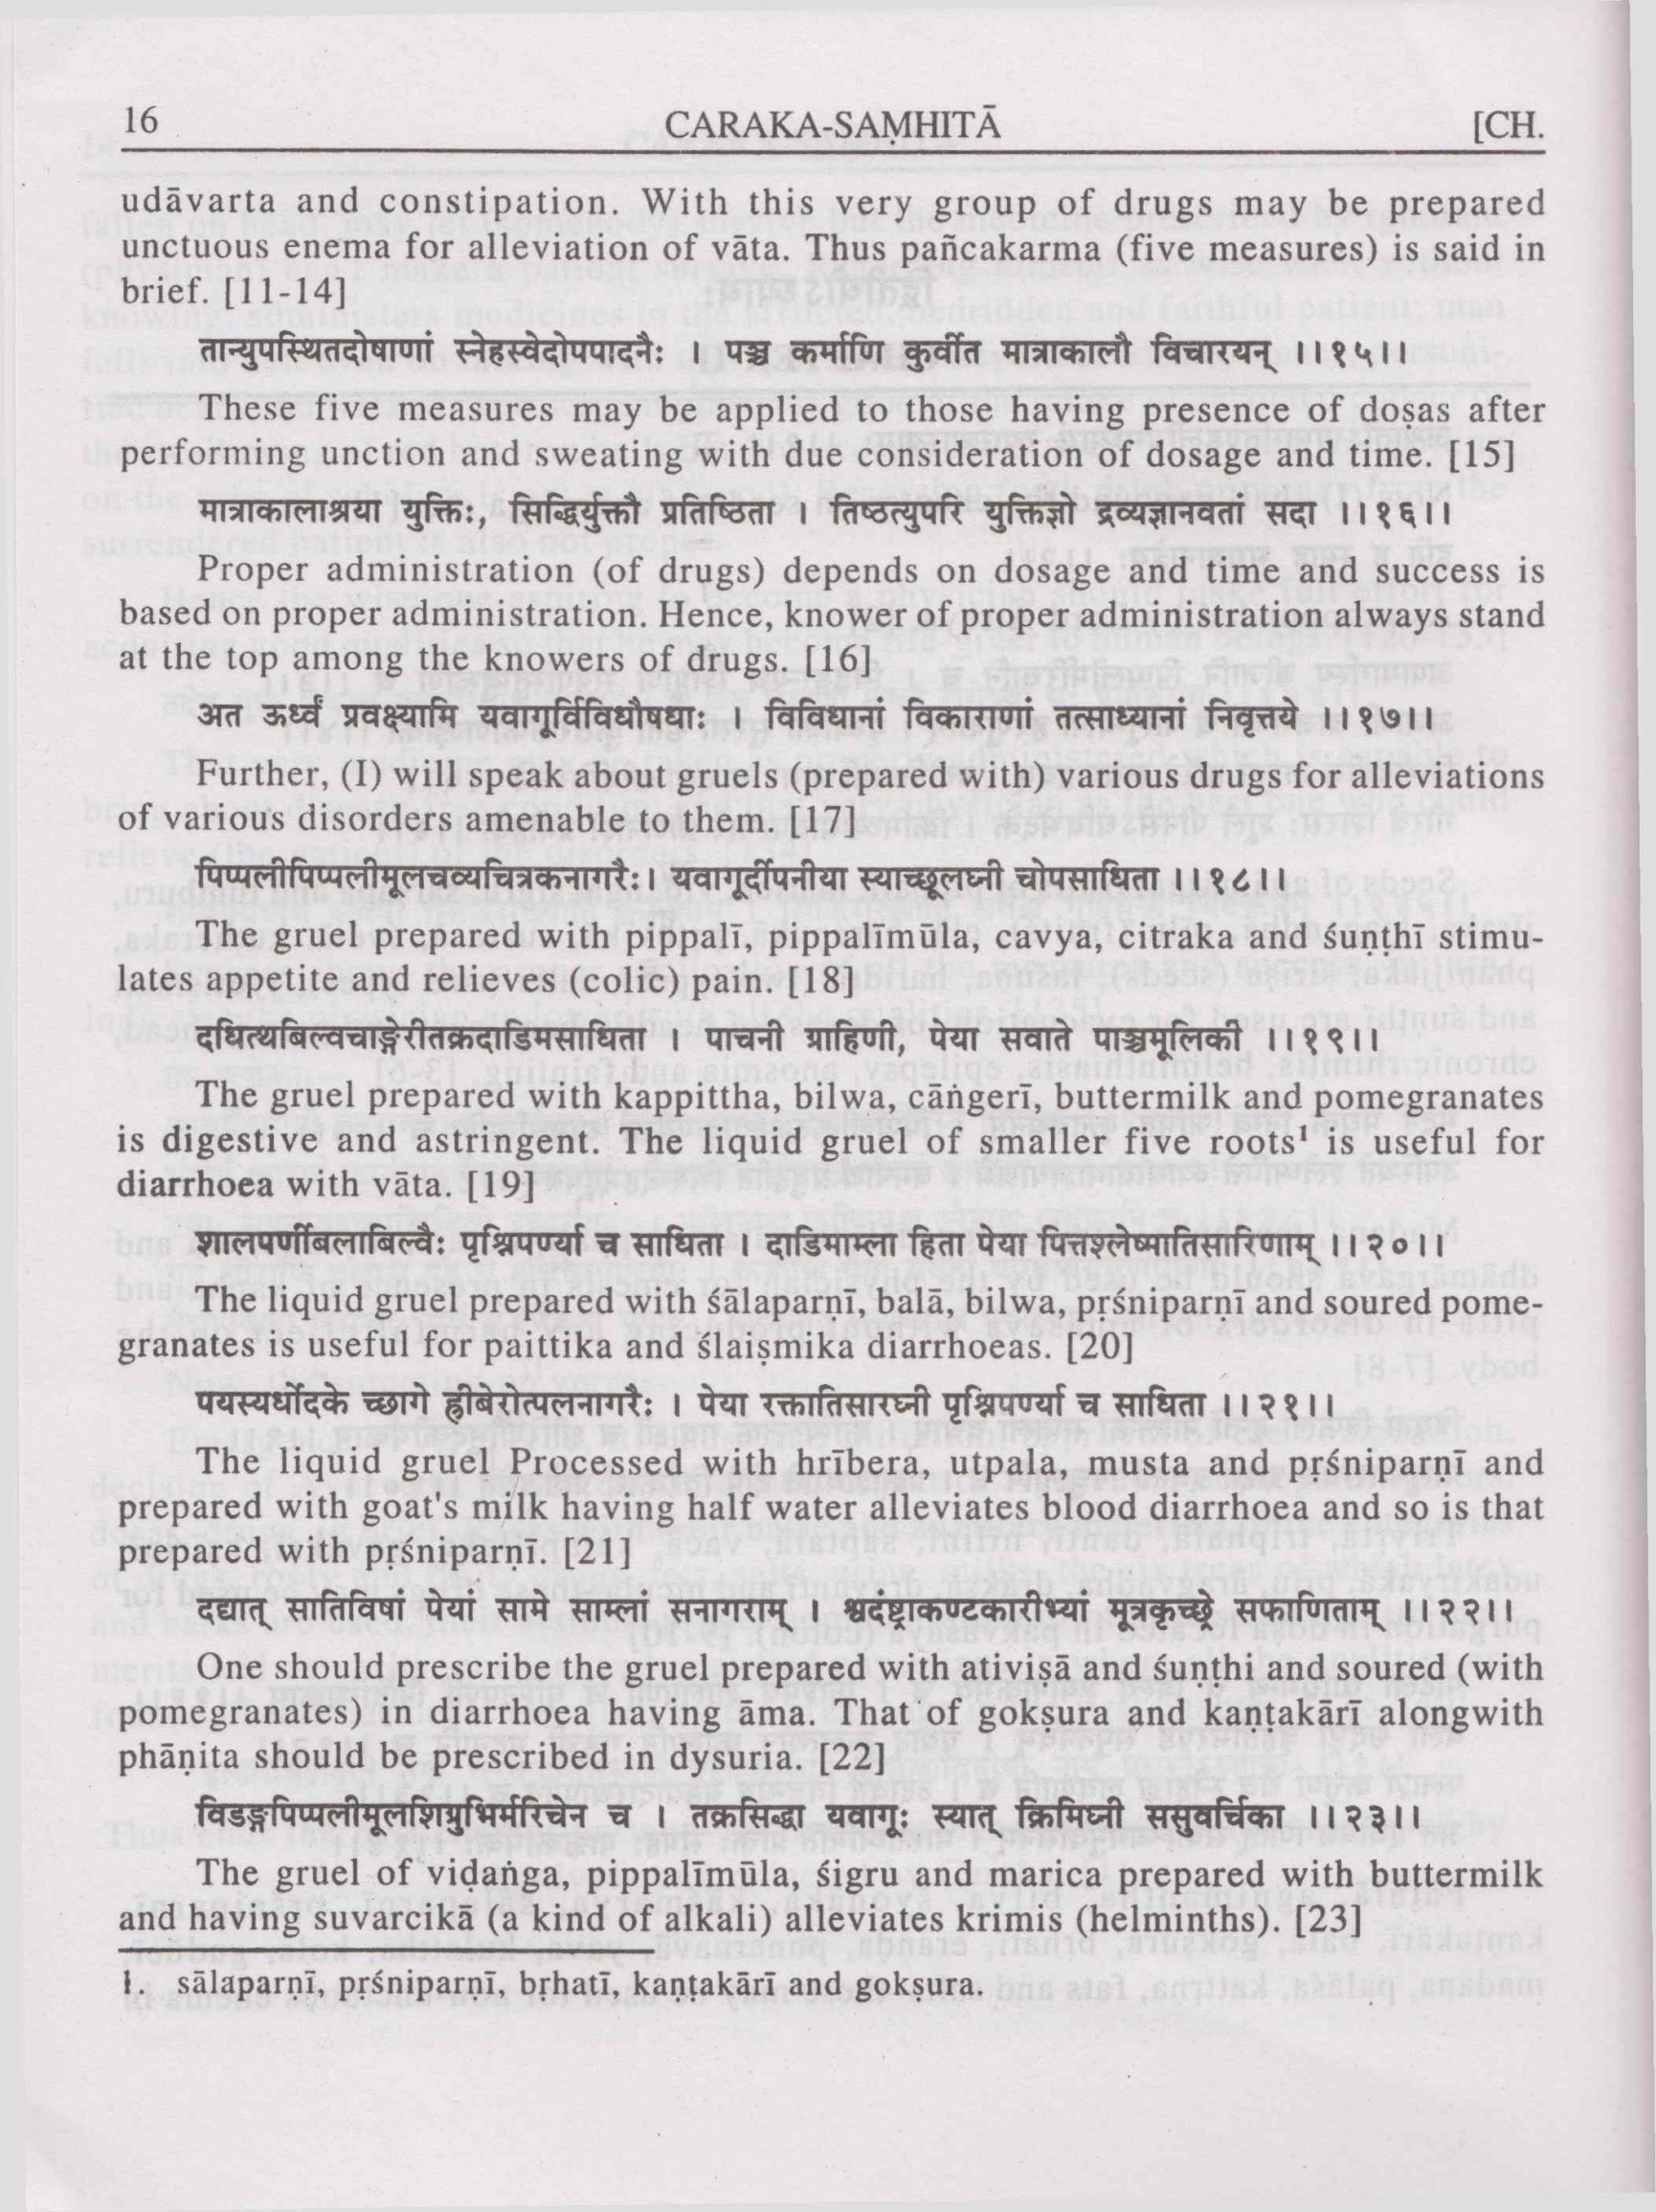 16
CARAKA-SAṂHITĀ
[CH.
udāvarta and constipation. With this very group of drugs may be prepared
unctuous enema for alleviation of vāta. Thus pañcakarma (five measures) is said in
brief. [11-14]
तान्युपस्थितदोषाणां स्नेहस्वेदोपपादनैः । पञ्च कर्माणि कुर्वीत मात्राकालौ विचारयन् ।।१५।।
These five measures may be applied to those having presence of doṣas after
performing unction and sweating with due consideration of dosage and time. [15]
मात्राकालाश्रया युक्तिः, सिद्धिर्युक्तौ प्रतिष्ठिता । तिष्ठत्युपरि युक्तिज्ञो द्रव्यज्ञानवतां सदा ।।१६।।
Proper administration (of drugs) depends on dosage and time and success is
based on proper administration. Hence, knower of proper administration always stand
at the top among the knowers of drugs. [16]
अत ऊर्ध्वं प्रवक्ष्यामि यवागूर्विविधौषधाः । विविधानां विकाराणां तत्साध्यानां निवृत्तये ।।१७।।
Further, (I) will speak about gruels (prepared with) various drugs for alleviations
of various disorders amenable to them. [17]
पिप्पलीपिप्पलीमूलचव्यचित्रकनागरैः। यवागूर्दीपनीया स्याच्छूलघ्नी चोपसाधिता ।।१८।।
The gruel prepared with pippalī, pippalīmūla, cavya, citraka and śuṇṭhī stimu-
lates appetite and relieves (colic) pain. [18]
दधित्थबिल्वचाङ्गेरीतक्रदाडिमसाधिता । पाचनी ग्राहिणी, पेया सवाते पाञ्चमूलिकी ।।१९।।
The gruel prepared with kappittha, bilwa, cāṅgerī, buttermilk and pomegranates
is digestive and astringent. The liquid gruel of smaller five roots¹ is useful for
diarrhoea with vāta. [19]
शालपर्णीबलाबिल्वैः पृश्निपर्ण्या च साधिता । दाडिमाम्ला हिता पेया पित्तश्लेष्मातिसारिणाम् ।।२०।।
The liquid gruel prepared with śālaparṇī, balā, bilwa, pṛśniparṇī and soured pome-
granates is useful for paittika and ślaiṣmika diarrhoeas. [20]
पयस्यर्धोदके च्छागे ह्रीबेरोत्पलनागरैः । पेया रक्तातिसारघ्नी पृश्निपर्ण्या च साधिता ।।२१।।
The liquid gruel Processed with hrībera, utpala, musta and pṛśniparṇī and
prepared with goat's milk having half water alleviates blood diarrhoea and so is that
prepared with pṛśniparṇī. [21]
दद्यात् सातिविषां पेयां सामे साम्लां सनागराम् । श्वदंष्ट्राकण्टकारीभ्यां मूत्रकृच्छ्रे सफाणिताम् ।।२२।।
One should prescribe the gruel prepared with ativiṣā and śuṇṭhi and soured (with
pomegranates) in diarrhoea having āma. That of gokṣura and kaṇṭakārī alongwith
phāṇita should be prescribed in dysuria. [22]
विडङ्गपिप्पलीमूलशिग्रुभिर्मरिचेन च । तक्रसिद्धा यवागूः स्यात् क्रिमिघ्नी ससुवर्चिका ।।२३।।
The gruel of viḍaṅga, pippalīmūla, śigru and marica prepared with buttermilk
and having suvarcikā (a kind of alkali) alleviates krimis (helminths). [23]
1. sālaparṇī, pṛśniparṇī, bṛhatī, kaṇṭakārī and gokṣura.